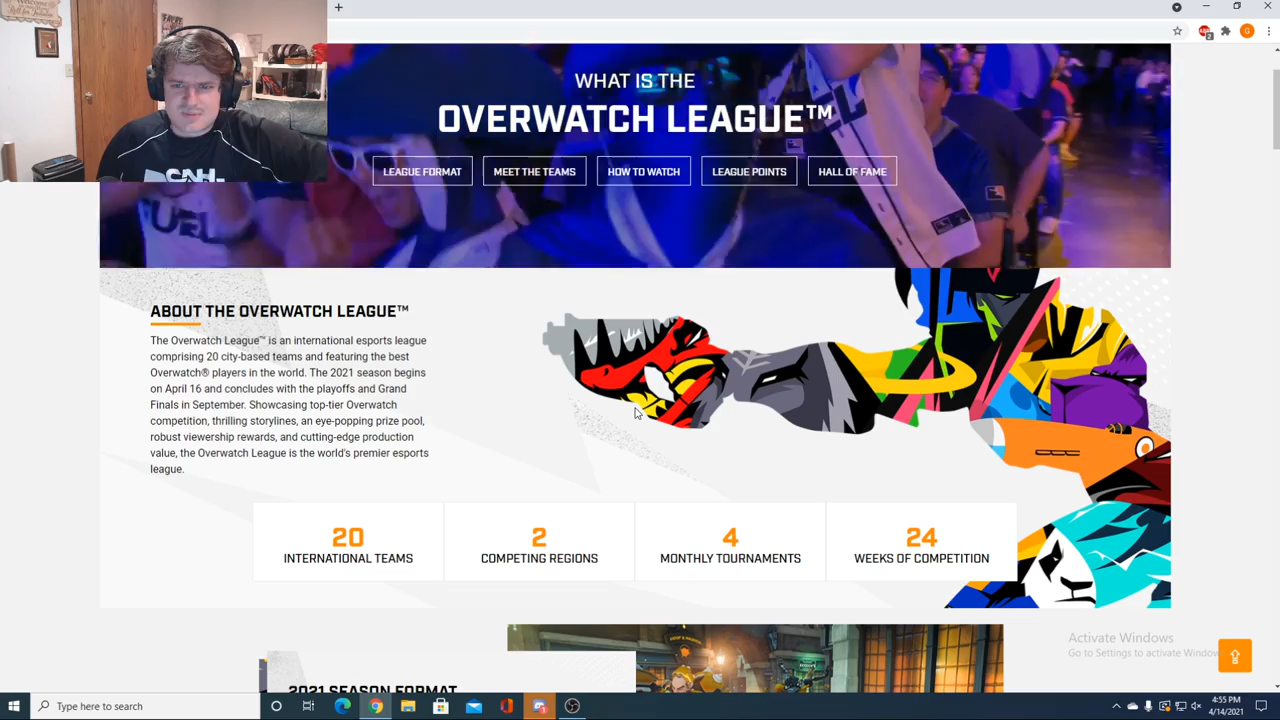 WHAT IS THE
OVERWATCH LEAGUE™
LEAGUE FORMAT
MEET THE TEAMS
HOW TO WATCH
LEAGUE POINTS
HALL OF FAME
FUEL
ABOUT THE OVERWATCH LEAGUE™
The Overwatch League™ is an international esports league
comprising 20 city-based teams and featuring the best
Overwatch® players in the world. The 2021 season begins
on April 16 and concludes with the playoffs and Grand
Finals in September. Showcasing top-tier Overwatch
competition, thrilling storylines, an eye-popping prize pool,
robust viewership rewards, and cutting-edge production
value, the Overwatch League is the world's premier esports
league.
20
INTERNATIONAL TEAMS
2
COMPETING REGIONS
4
MONTHLY TOURNAMENTS
24
WEEKS OF COMPETITION
2021 SEASON FORMAT
Activate Windows
Go to Settings to activate Window
Type here to search
4:55 PM
4/14/2021